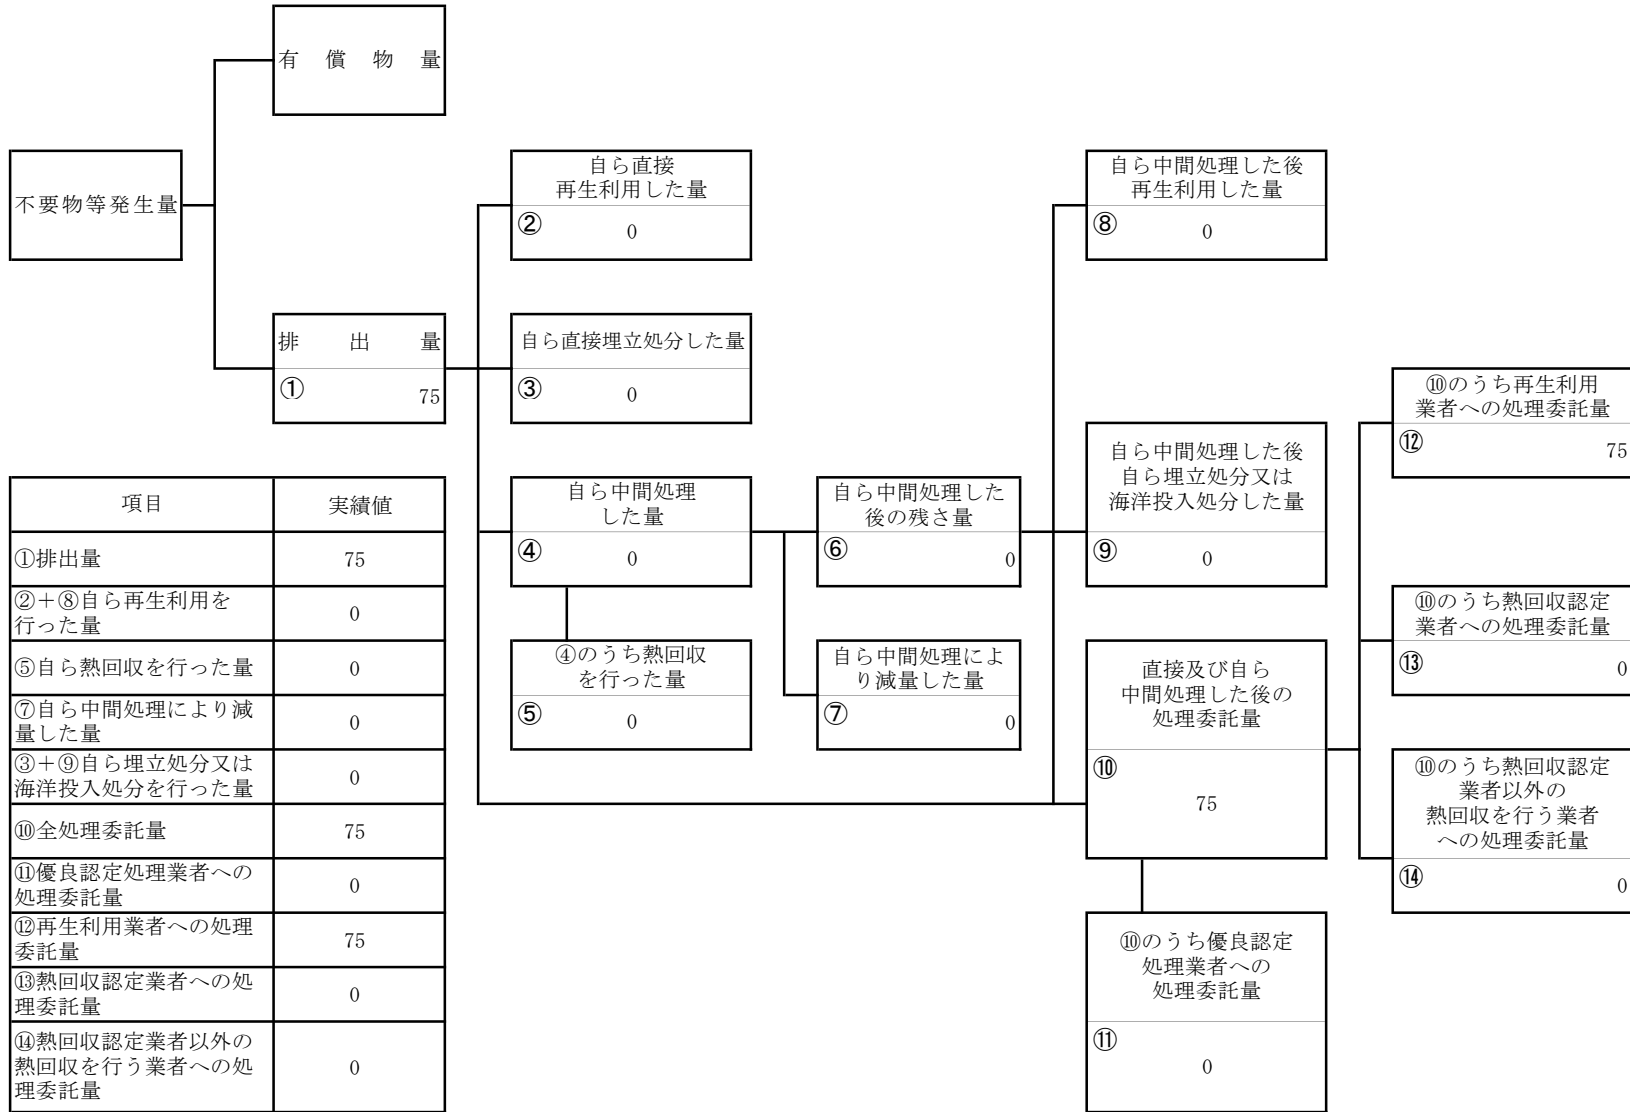 有償物量
不要物等発生量
排出量
① 75
自ら直接
再生利用した量
② 0
自ら直接埋立処分した量
③ 0
自ら中間処理
した量
④ 0
④のうち熱回収
を行った量
⑤ 0
自ら中間処理した
後の残さ量
⑥ 0
自ら中間処理によ
り減量した量
⑦ 0
自ら中間処理した後
再生利用した量
⑧ 0
自ら中間処理した後
自ら埋立処分又は
海洋投入処分した量
⑨ 0
直接及び自ら
中間処理した後の
処理委託量
⑩
75
⑩のうち優良認定
処理業者への
処理委託量
⑪
0
⑩のうち再生利用
業者への処理委託量
⑫ 75
⑩のうち熱回収認定
業者への処理委託量
⑬ 0
⑩のうち熱回収認定
業者以外の
熱回収を行う業者
への処理委託量
⑭ 0
項目 実績値
①排出量 75
②+⑧自ら再生利用を
行った量 0
⑤自ら熱回収を行った量 0
⑦自ら中間処理により減
量した量 0
③+⑨自ら埋立処分又は
海洋投入処分を行った量 0
⑩全処理委託量 75
⑪優良認定処理業者への
処理委託量 0
⑫再生利用業者への処理
委託量 75
⑬熱回収認定業者への処
理委託量 0
⑭熱回収認定業者以外の
熱回収を行う業者への処
理委託量 0